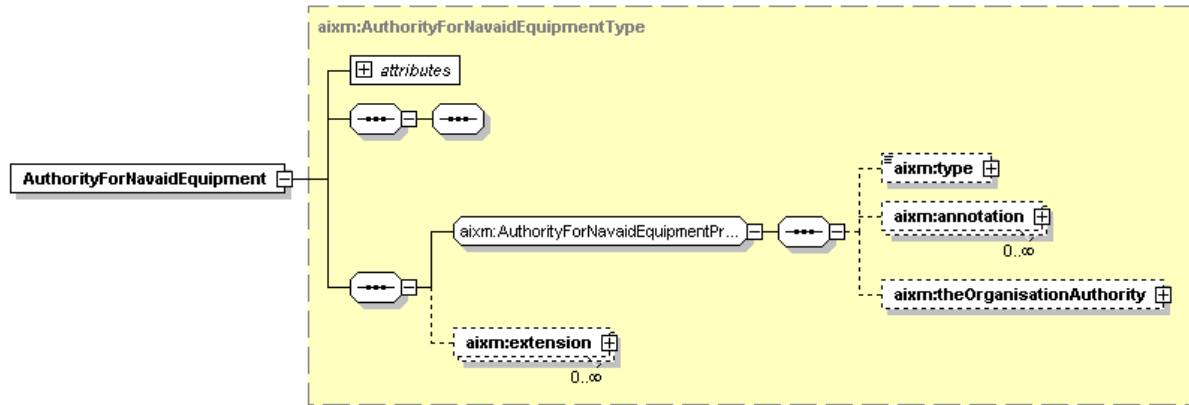 aixm:AuthorityForNavaidEquipmentType
attributes
AuthorityForNavaidEquipment
aixm:type
aixm:AuthorityForNavaidEquipmentPr...
aixm:annotation
0..∞
aixm:theOrganisationAuthority
aixm:extension
0..∞